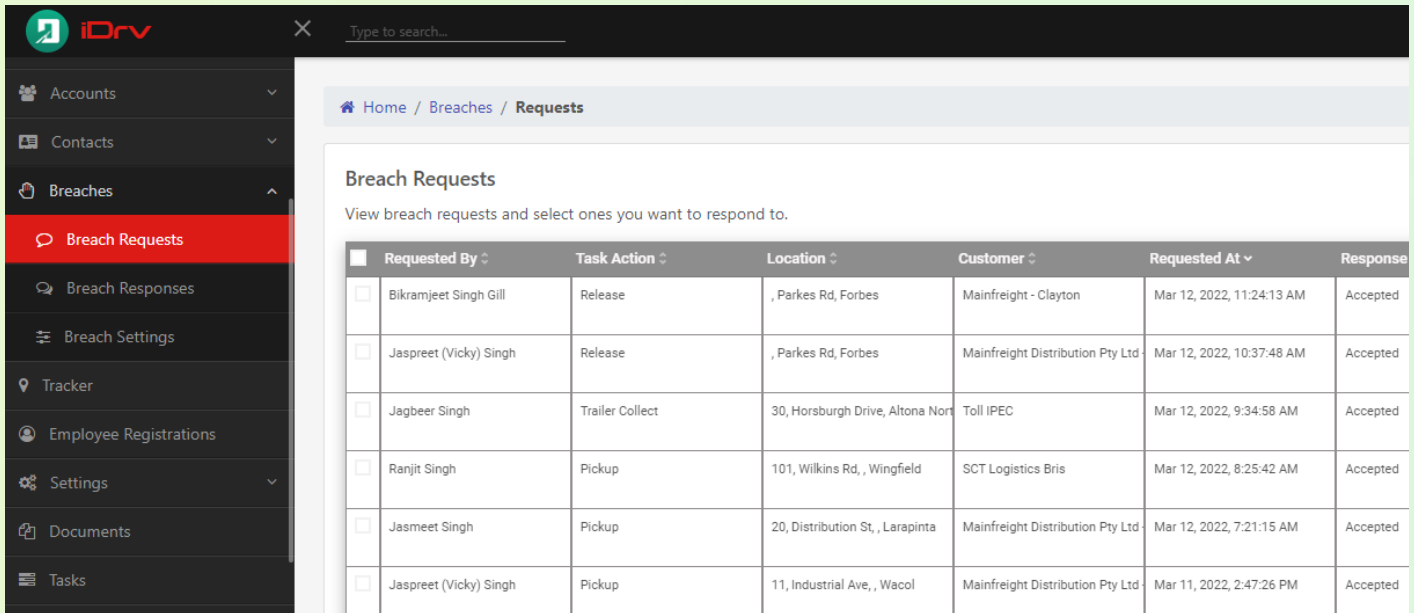 iDrv
Type to search...
Accounts
Contacts
Breaches
Breach Requests
Breach Responses
Breach Settings
Tracker
Employee Registrations
Settings
Documents
Tasks
Home / Breaches / Requests
Breach Requests
View breach requests and select ones you want to respond to.
Requested By Task Action Location Customer Requested At Response
Bikramjeet Singh Gill Release , Parkes Rd, Forbes Mainfreight - Clayton Mar 12, 2022, 11:24:13 AM Accepted
Jaspreet (Vicky) Singh Release , Parkes Rd, Forbes Mainfreight Distribution Pty Ltd - Mar 12, 2022, 10:37:48 AM Accepted
Jagbeer Singh Trailer Collect 30, Horsburgh Drive, Altona Nort Toll IPEC Mar 12, 2022, 9:34:58 AM Accepted
Ranjit Singh Pickup 101, Wilkins Rd, , Wingfield SCT Logistics Bris Mar 12, 2022, 8:25:42 AM Accepted
Jasmeet Singh Pickup 20, Distribution St, , Larapinta Mainfreight Distribution Pty Ltd - Mar 12, 2022, 7:21:15 AM Accepted
Jaspreet (Vicky) Singh Pickup 11, Industrial Ave, , Wacol Mainfreight Distribution Pty Ltd - Mar 11, 2022, 2:47:26 PM Accepted